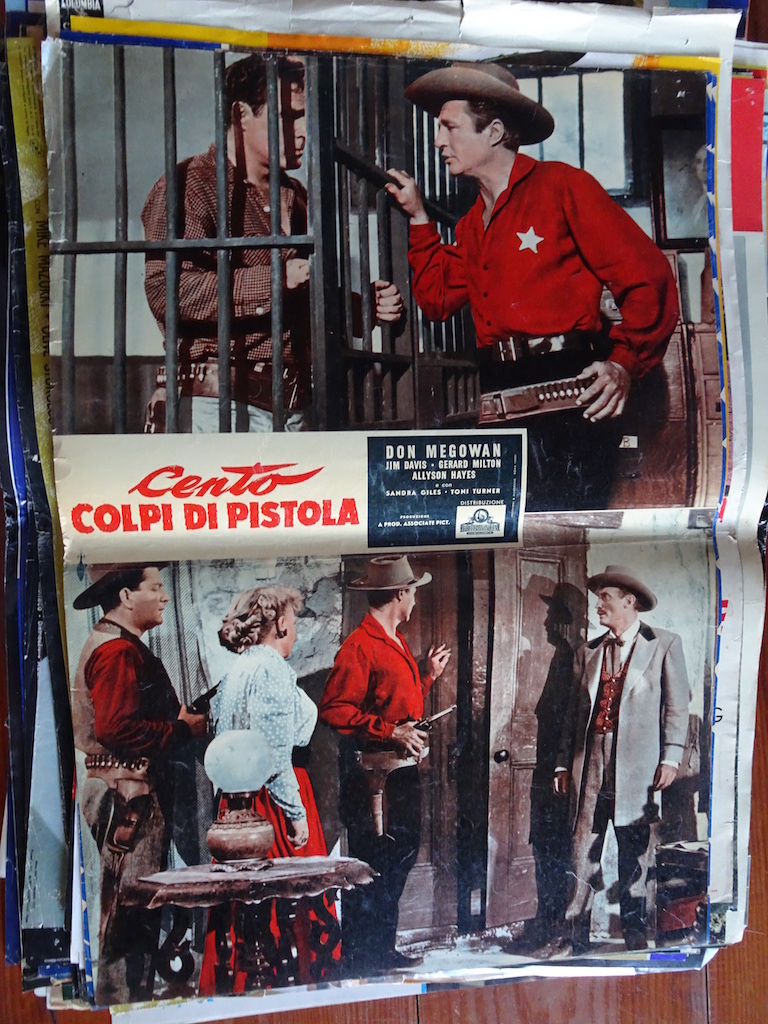 COLUMBIA
Cento
COLPI DI PISTOLA
DON MEGOWAN
JIM DAVIS • GERARD MILTON
ALLYSON HAYES
e con
SANDRA GILES • TONI TURNER
DISTRIBUZIONE
PRODUZIONE
A PROD. ASSOCIATE PICT.